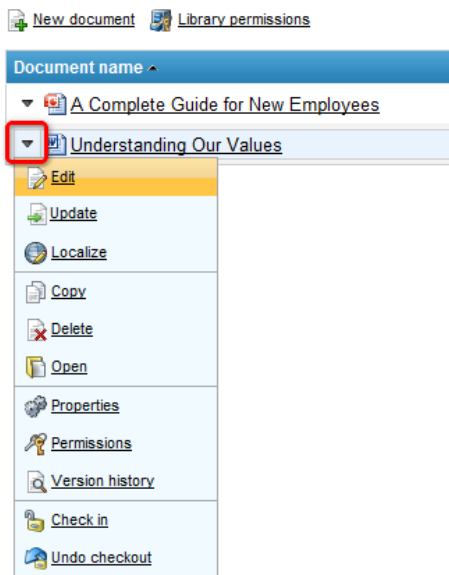 New document Library permissions
Document name
A Complete Guide for New Employees
Understanding Our Values
Edit
Update
Localize
Copy
Delete
Open
Properties
Permissions
Version history
Check in
Undo checkout